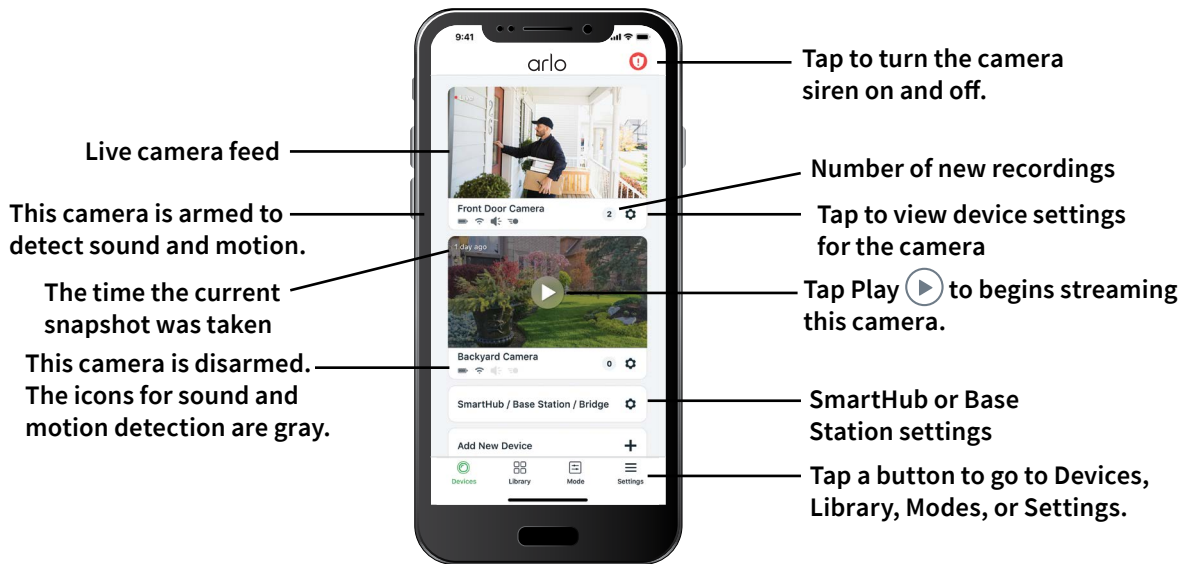 9:41
arlo
Tap to turn the camera
siren on and off.
Live camera feed
Number of new recordings
This camera is armed to
detect sound and motion.
Front Door Camera
2
Tap to view device settings
for the camera
1 day ago
The time the current
snapshot was taken
Tap Play to begins streaming
this camera.
This camera is disarmed.
The icons for sound and
motion detection are gray.
Backyard Camera
0
SmartHub / Base Station / Bridge
SmartHub or Base
Station settings
Add New Device
Devices
Library
Mode
Settings
Tap a button to go to Devices,
Library, Modes, or Settings.